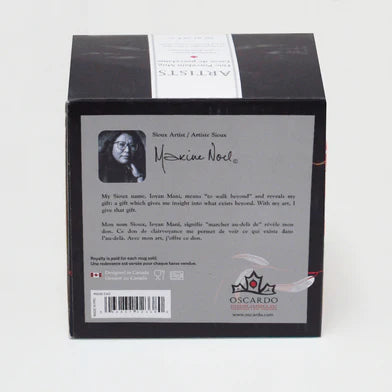 ARTISTS
Fine Porcelain Mug
Sioux Artist / Artiste Sioux
Maxine Noel©
My Sioux name, Ioyan Mani, means "to walk beyond" and reveals my
gift: a gift which gives me insight into what exists beyond. With my art, I
give that gift.
Mon nom Sioux, Ioyan Mani, signifie "marcher au-delà de" révèle mon
don. Ce don de clairvoyance me permet de voir ce qui existe dans
l'au-delà. Avec mon art, j'offre ce don.
Royalty is paid for each mug sold.
Une redevance est versée pour chaque tasse vendue.
Designed in Canada
Dessiné au Canada
OSCARDO
www.oscardo.com